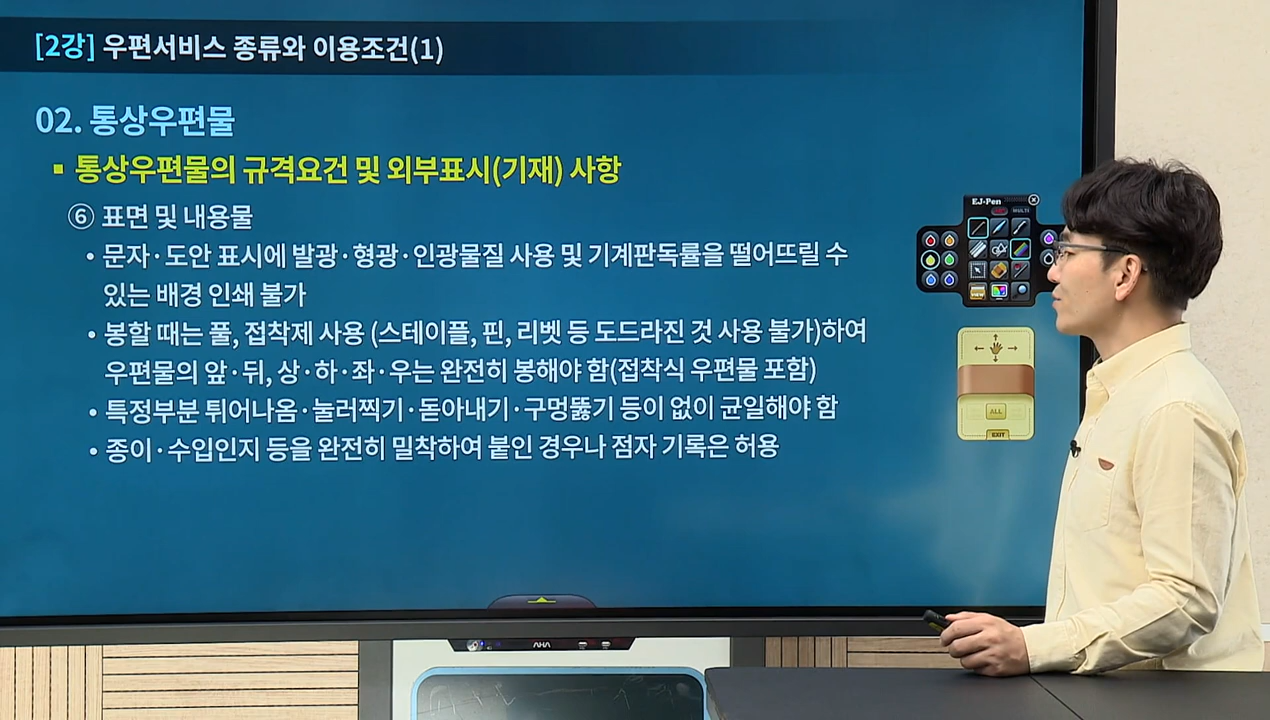 [2강] 우편서비스 종류와 이용조건(1)
02. 통상우편물
▪ 통상우편물의 규격요건 및 외부표시(기재) 사항
⑥ 표면 및 내용물
• 문자·도안 표시에 발광·형광·인광물질 사용 및 기계판독률을 떨어뜨릴 수
있는 배경 인쇄 불가
• 봉할 때는 풀, 접착제 사용 (스테이플, 핀, 리벳 등 도드라진 것 사용 불가)하여
우편물의 앞·뒤, 상·하·좌·우는 완전히 봉해야 함(접착식 우편물 포함)
• 특정부분 튀어나옴·눌러찍기·돋아내기·구멍뚫기 등이 없이 균일해야 함
• 종이·수입인지 등을 완전히 밀착하여 붙인 경우나 점자 기록은 허용
EJ-Pen
MULTI
VIEW
ALL
EXIT
AHA